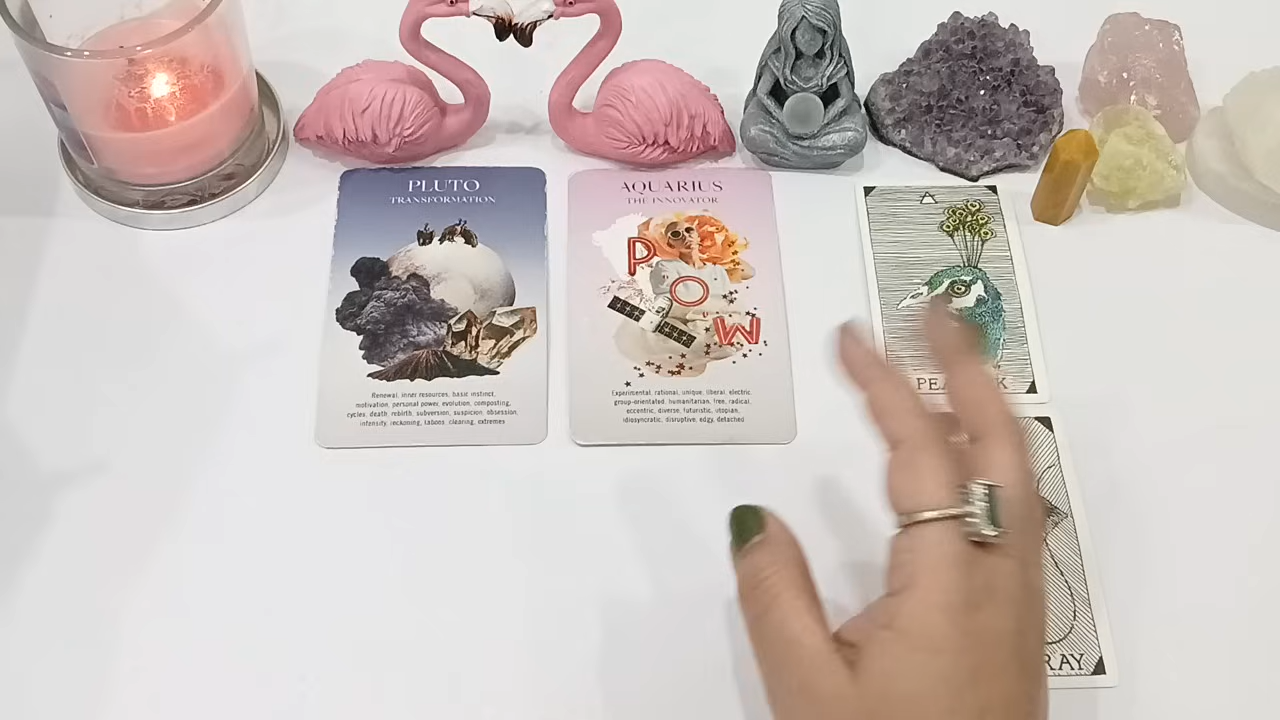 PLUTO
TRANSFORMATION
Renewal, inner resources, basic instinct,
motivation, personal power, evolution, composting,
cycles, death, rebirth, subversion, suspicion, obsession,
intensity, reckoning, taboos, clearing, extremes
AQUARIUS
THE INNOVATOR
P
O
W
Experimental, rational, unique, liberal, electric,
group-orientated, humanitarian, free, radical,
eccentric, diverse, futuristic, utopian,
idiosyncratic, disruptive, edgy, detached
RAY